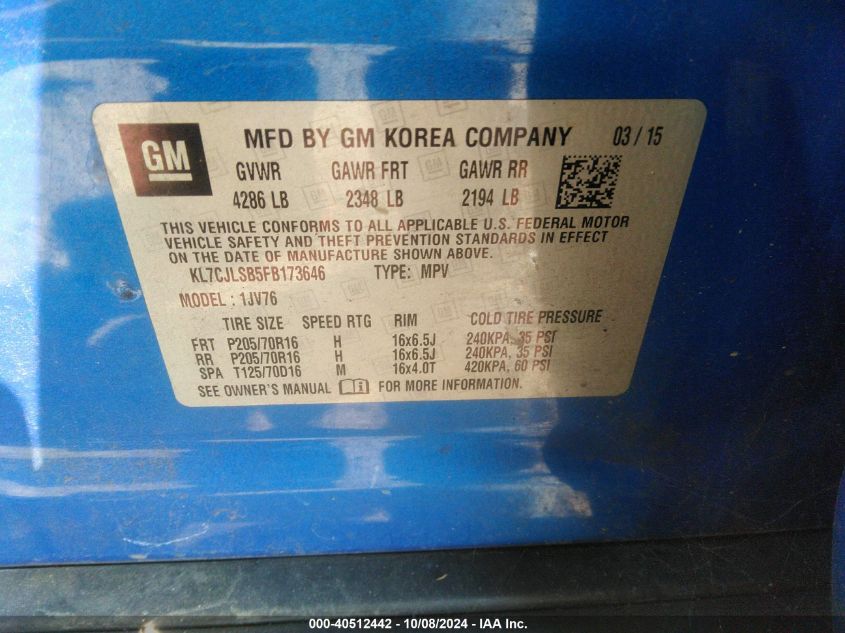 GM
MFD BY GM KOREA COMPANY 03 / 15
GVWR GAWR FRT GAWR RR
4286 LB 2348 LB 2194 LB
THIS VEHICLE CONFORMS TO ALL APPLICABLE U.S. FEDERAL MOTOR
VEHICLE SAFETY AND THEFT PREVENTION STANDARDS IN EFFECT
ON THE DATE OF MANUFACTURE SHOWN ABOVE.
KL7CJLSB5FB173646 TYPE: MPV
MODEL : 1JV76
TIRE SIZE SPEED RTG RIM COLD TIRE PRESSURE
FRT P205/70R16 H 16x6.5J 240KPA, 35 PSI
RR P205/70R16 H 16x6.5J 240KPA, 35 PSI
SPA T125/70D16 M 16x4.0T 420KPA, 60 PSI
SEE OWNER'S MANUAL FOR MORE INFORMATION.
000-40512442 - 10/08/2024 - IAA Inc.